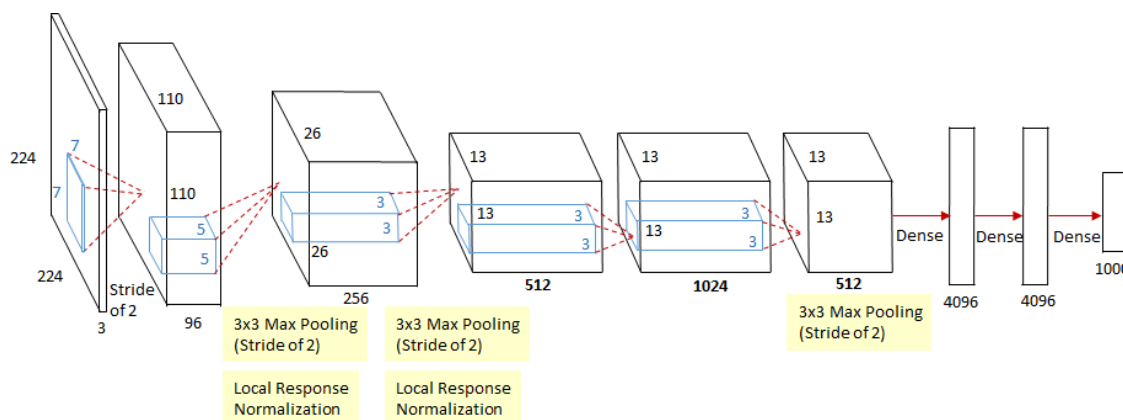 224
7
7
224
3
Stride
of 2
110
110
5
5
96
26
3
3
26
256
3x3 Max Pooling
(Stride of 2)
Local Response
Normalization
13
13
3
3
512
3x3 Max Pooling
(Stride of 2)
Local Response
Normalization
13
3
13
3
1024
13
13
512
3x3 Max Pooling
(Stride of 2)
Dense
4096
Dense
4096
Dense
1000